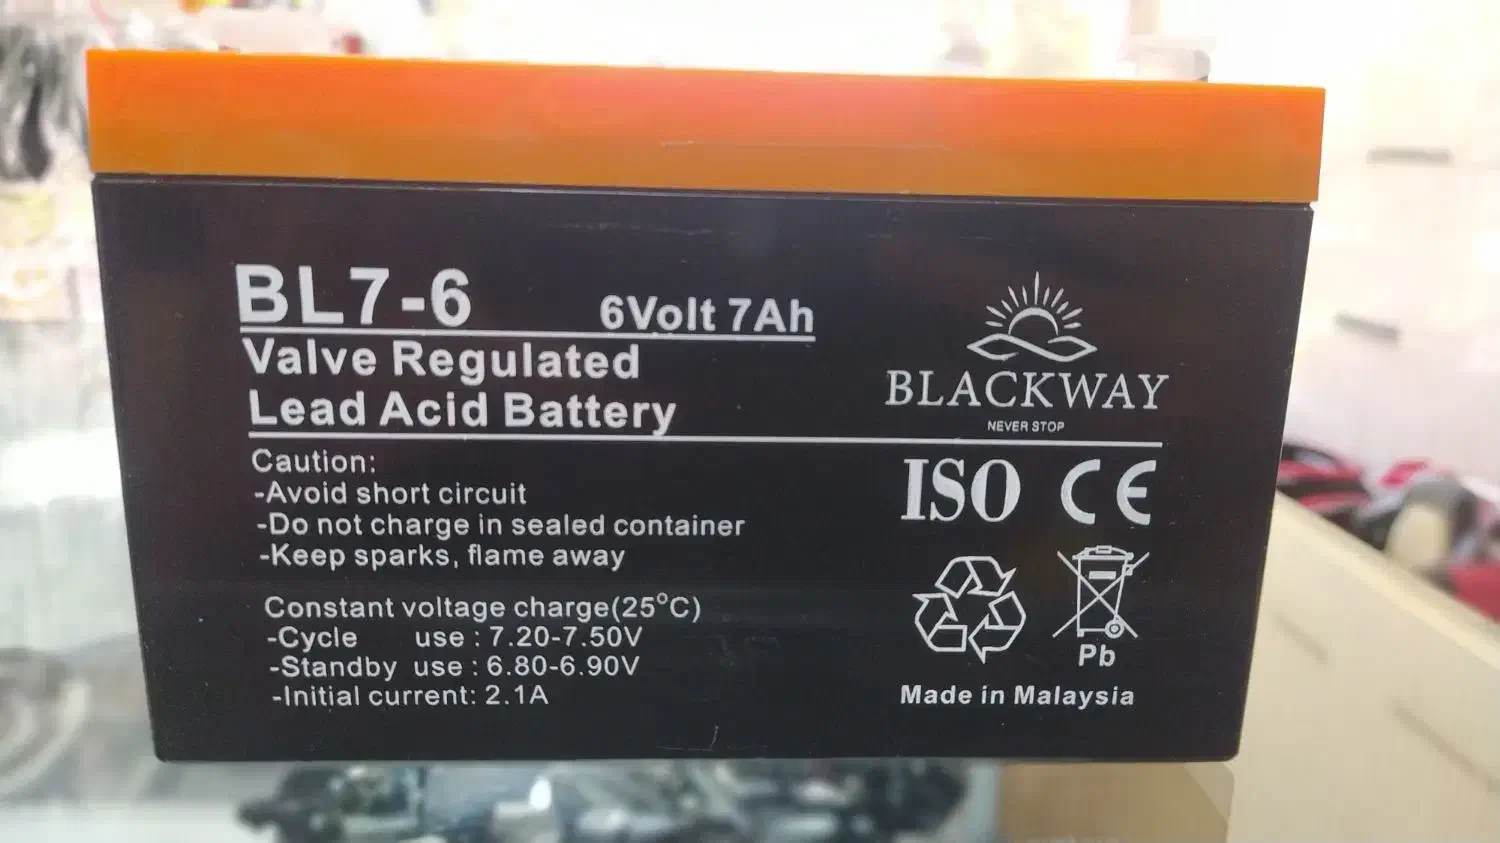 BL7-6 6Volt 7Ah
Valve Regulated
Lead Acid Battery
BLACKWAY
NEVER STOP
Caution:
-Avoid short circuit
-Do not charge in sealed container
-Keep sparks, flame away
Constant voltage charge(25°C)
-Cycle use : 7.20-7.50V
-Standby use : 6.80-6.90V
-Initial current: 2.1A
ISO CE
Pb
Made in Malaysia